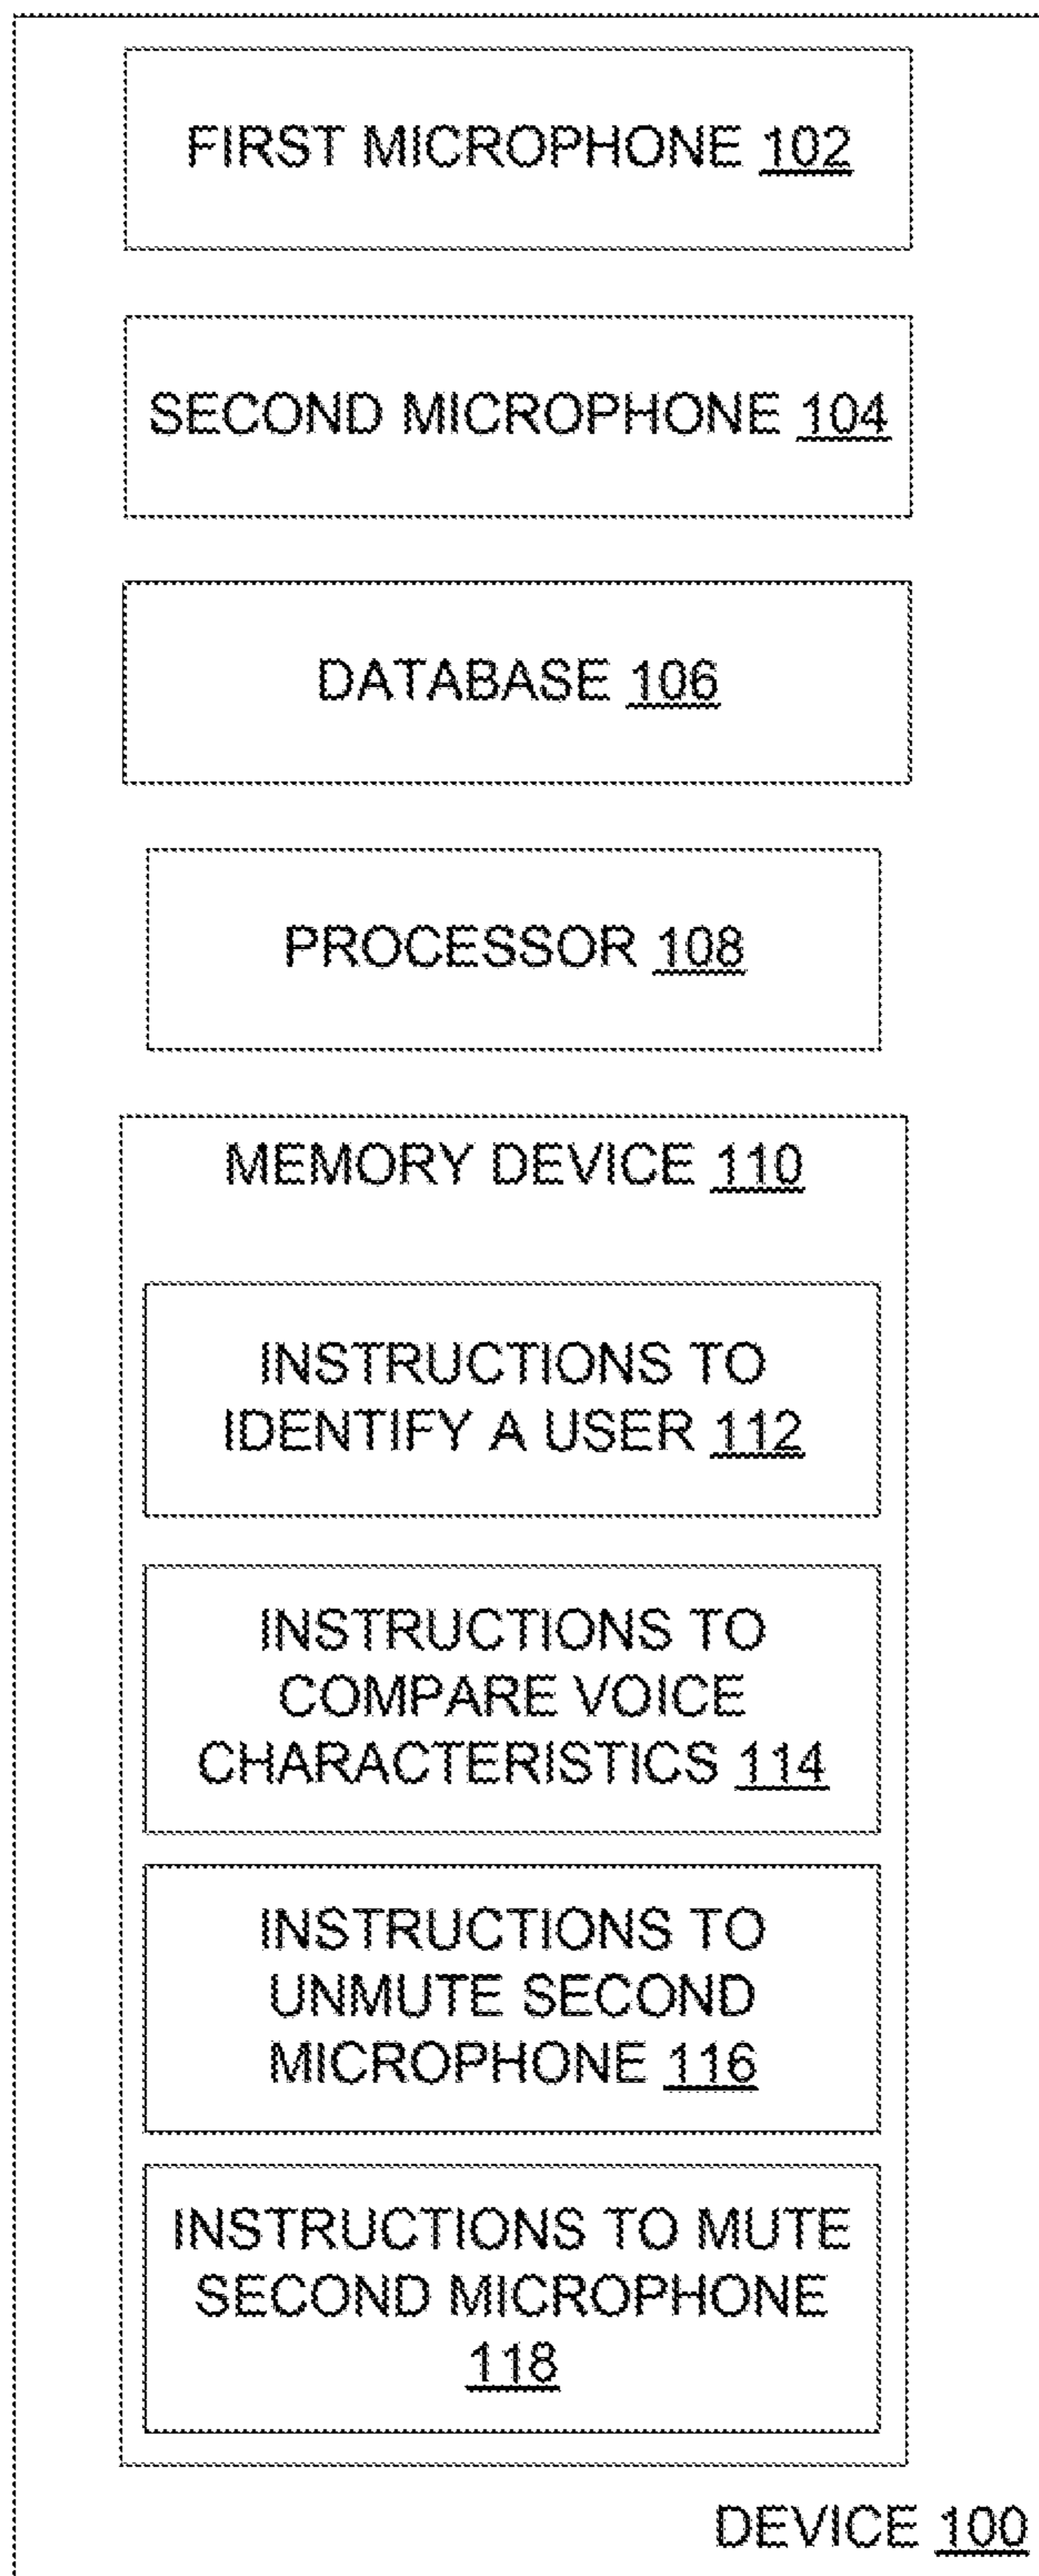 FIRST MICROPHONE 102
SECOND MICROPHONE 104
DATABASE 106
PROCESSOR 108
MEMORY DEVICE 110
INSTRUCTIONS TO
IDENTIFY A USER 112
INSTRUCTIONS TO
COMPARE VOICE
CHARACTERISTICS 114
INSTRUCTIONS TO
UNMUTE SECOND
MICROPHONE 116
INSTRUCTIONS TO MUTE
SECOND MICROPHONE
118
DEVICE 100